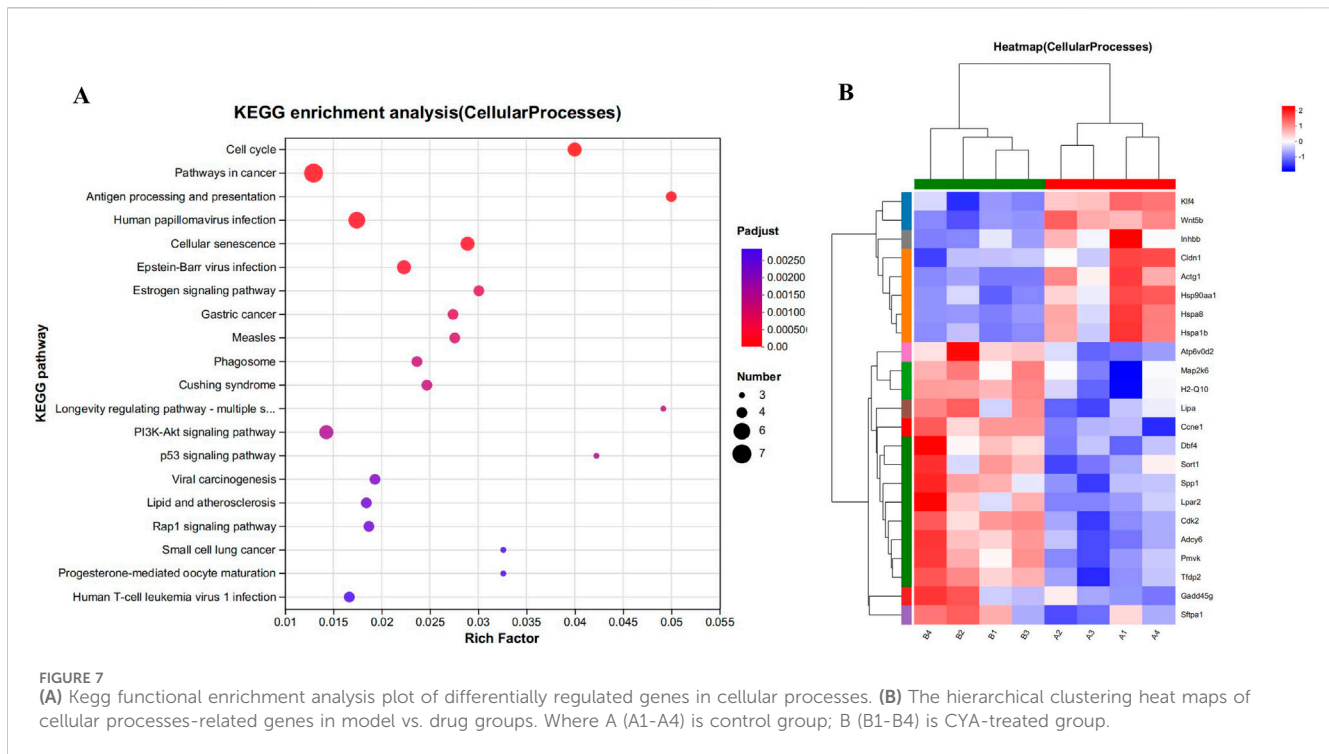 A
KEGG enrichment analysis(CellularProcesses)
KEGG pathway
Cell cycle
Pathways in cancer
Antigen processing and presentation
Human papillomavirus infection
Cellular senescence
Epstein-Barr virus infection
Estrogen signaling pathway
Gastric cancer
Measles
Phagosome
Cushing syndrome
Longevity regulating pathway - multiple s...
PI3K-Akt signaling pathway
p53 signaling pathway
Viral carcinogenesis
Lipid and atherosclerosis
Rap1 signaling pathway
Small cell lung cancer
Progesterone-mediated oocyte maturation
Human T-cell leukemia virus 1 infection
0.01 0.015 0.02 0.025 0.03 0.035 0.04 0.045 0.05 0.055
Rich Factor
Padjust
0.00250
0.00200
0.00150
0.00100
0.000500
0.00
Number
3
4
6
7
B
Heatmap(CellularProcesses)
2
1
0
-1
Klf4
Wnt5b
Inhbb
Cldn1
Actg1
Hsp90aa1
Hspa8
Hspa1b
Atp6v0d2
Map2k6
H2-Q10
Lipa
Ccne1
Dbf4
Sort1
Spp1
Lpar2
Cdk2
Adcy6
Pmvk
Tfdp2
Gadd45g
Sftpa1
B4 B2 B1 B3 A2 A3 A1 A4
FIGURE 7
(A) Kegg functional enrichment analysis plot of differentially regulated genes in cellular processes. (B) The hierarchical clustering heat maps of
cellular processes-related genes in model vs. drug groups. Where A (A1-A4) is control group; B (B1-B4) is CYA-treated group.